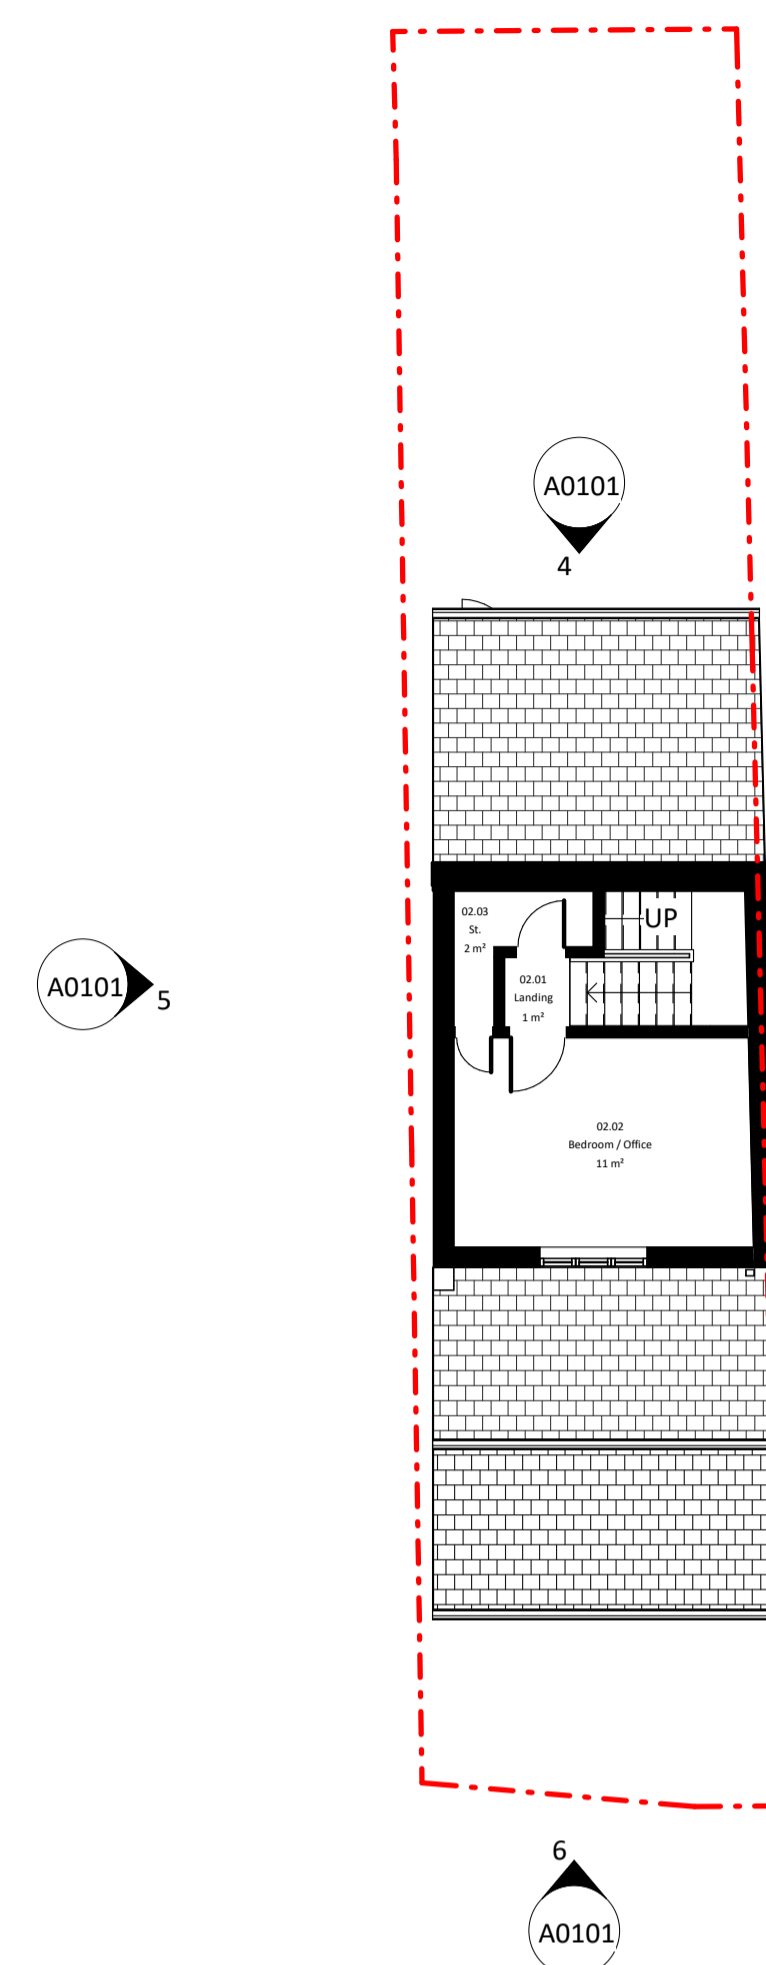 A0101
4
02.03
St.
2 m²
UP
02.01
Landing
1 m²
A0101
5
02.02
Bedroom / Office
11 m²
6
A0101